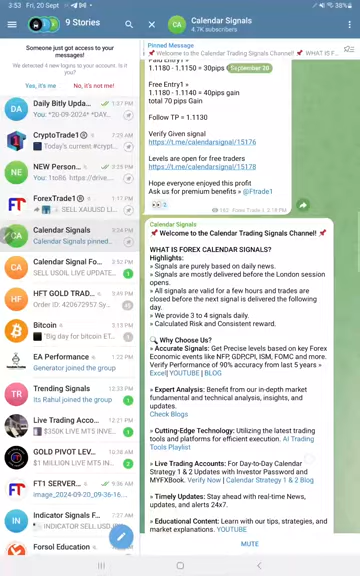 3:53 Fri, 20 Sept
38%
9 Stories
Someone just got access to your messages!
We detected 4 new logins to your account. Is it you?
Yes, it's me
No, it's not me!
Daily Bitly Upda...
1:37 PM
You: *20-09-2024* *DAY...
CryptoTrade1
7:29 AM
Today's current #crypt...
NEW Person...
3:29 PM
You: 1to86 https://drive...
ForexTrade1
1:17 PM
SELL XAUUSD LI...
Calendar Signals
3:24 PM
Calendar Signals pinned...
Calendar Signal Fo...
3:52 PM
SELL USOIL LIVE UPDATE...
1
HFT GOLD TRADE
3:49 PM
Order ID: 420672957 Sy...
Bitcoin
3:13 PM
"Big day for bitcoin ET...
1
EA Performance
1:22 PM
Generator joined the group
Trending Signals
12:33 PM
Its Rahul joined the group
1
Live Trading Acco...
12:21 PM
$350K LIVE MT5 INVES...
1
GOLD PIVOT LEV...
$1 MILLION LIVE MT5...
2
FT1 SERVER...
9:36 AM
image_2024-09-20_09-36-16...
INDICATOR SELL.USD.J...
Forsol Education
Calendar Signals
4.7K subscribers
Pinned Message
Welcome to the Calendar Trading Signals Channel! WHAT IS F...
Paid Entry1 »
1.1180 - 1.1150 = 30pips
September 20
Free Entry1 »
1.1180 - 1.1140 = 40pips gain
total 70 pips Gain
Follow TP = 1.1130
Verify Given signal
https://t.me/calendarsignal/15176
Levels are open for free traders
https://t.me/calendarsignal/15178
Hope everyone enjoyed this profit
Ask us for premium benefits » @Ftrade1
2
Calendar Signals
Welcome to the Calendar Trading Signals Channel!
WHAT IS FOREX CALENDAR SIGNALS?
Highlights:
» Signals are purely based on daily news.
» Signals are mostly delivered before the London session
opens.
» All signals are valid for a few hours and trades are
closed before the next signal is delivered the following
day.
» We provide 3 to 4 signals daily.
» Calculated Risk and Consistent reward.
Why Choose Us?
» Accurate Signals: Get Precise levels based on key Forex
Economic events like NFP, GDP,CPI, ISM, FOMC and more.
Verify Performance of 90% accuracy from last 5 years »
Excel | YOUTUBE | BLOG
» Expert Analysis: Benefit from our in-depth market
fundamental and technical analysis, insights, and
updates.
Check Blogs
» Cutting-Edge Technology: Utilizing the latest trading
tools and platforms for efficient execution. AI Trading
Tools Playlist
» Live Trading Accounts: For Day-to-Day Calendar
Strategy 1 & 2 Updates with Investor Password and
MYFXBook. Verify Now | Calendar Strategy 1 & 2 Blog
» Timely Updates: Stay ahead with real-time News,
updates, and alerts 24x7.
» Educational Content: Learn with our tips, strategies, and
market explanations. YOUTUBE
MUTE